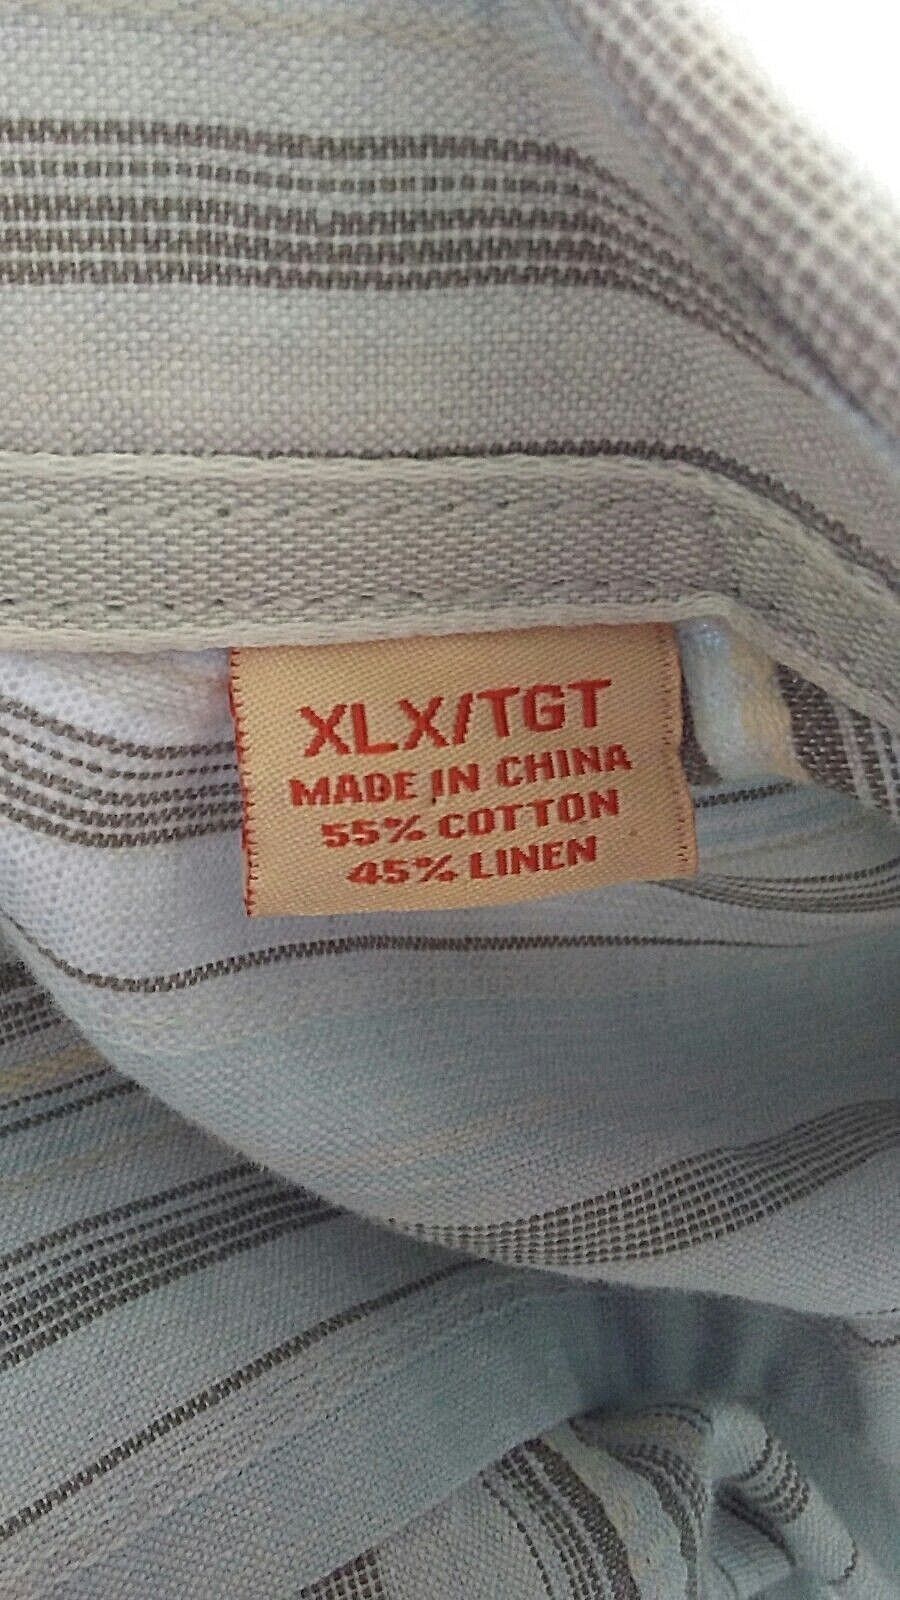 XLX/TGT
MADE IN CHINA
55% COTTON
45% LINEN